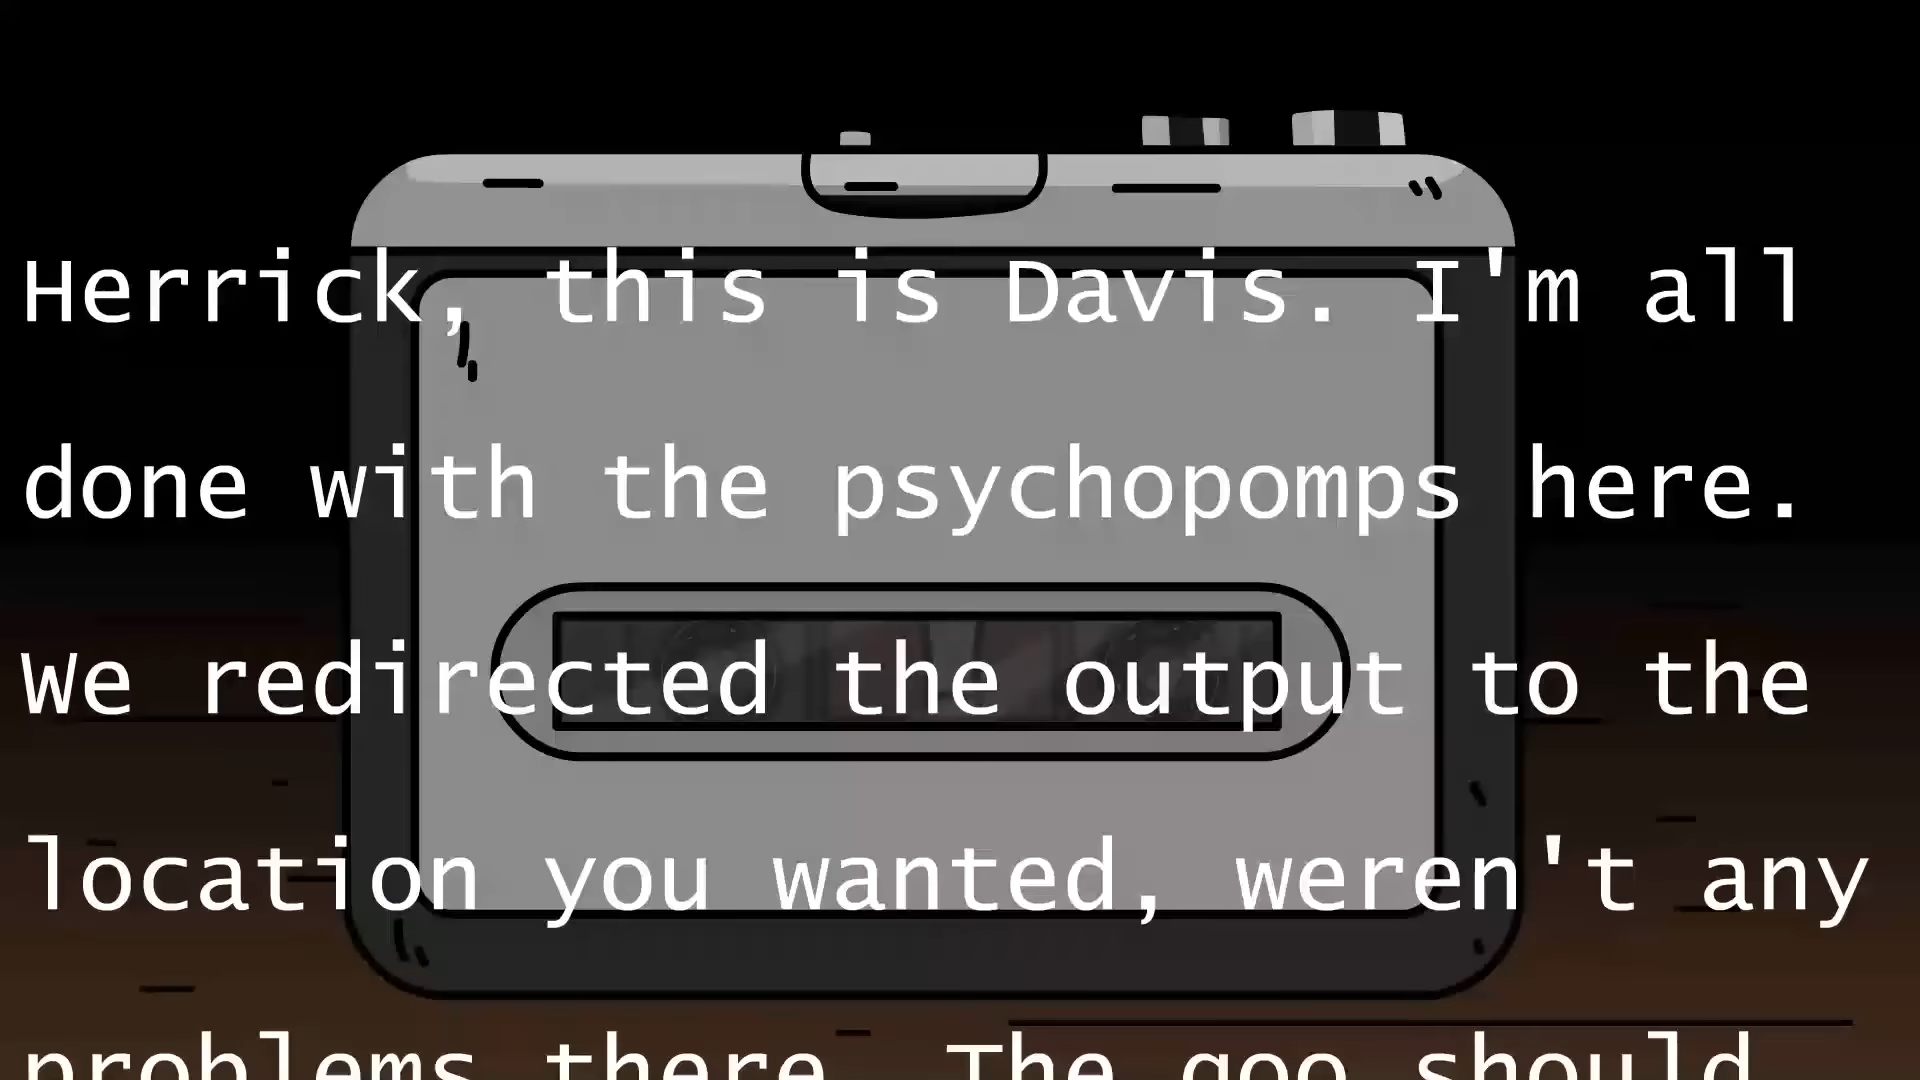 Herrick, this is Davis. I'm all
done with the psychopomps here.
We redirected the output to the
location you wanted, weren't any
problems there. The goo should